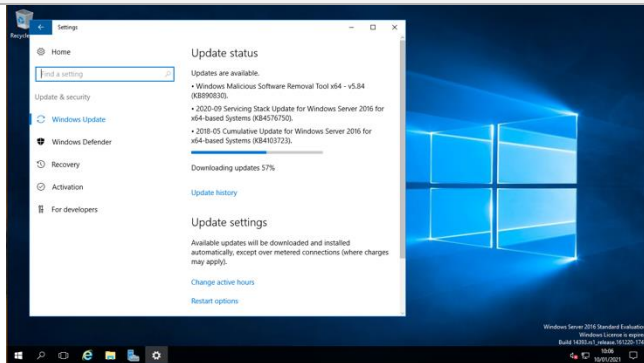 Recycle
Settings
Home
Find a setting
Update & security
Windows Update
Windows Defender
Recovery
Activation
For developers
Update status
Updates are available.
• Windows Malicious Software Removal Tool x64 - v5.84
(KB890830).
• 2020-09 Servicing Stack Update for Windows Server 2016 for
x64-based Systems (KB4576750).
• 2018-05 Cumulative Update for Windows Server 2016 for
x64-based Systems (KB4103723).
Downloading updates 57%
Update history
Update settings
Available updates will be downloaded and installed
automatically, except over metered connections (where charges
may apply).
Change active hours
Restart options
Windows Server 2016 Standard Evaluation
Windows License is expire
Build 14393.rs1_release.161220-17
10:06
10/01/2021